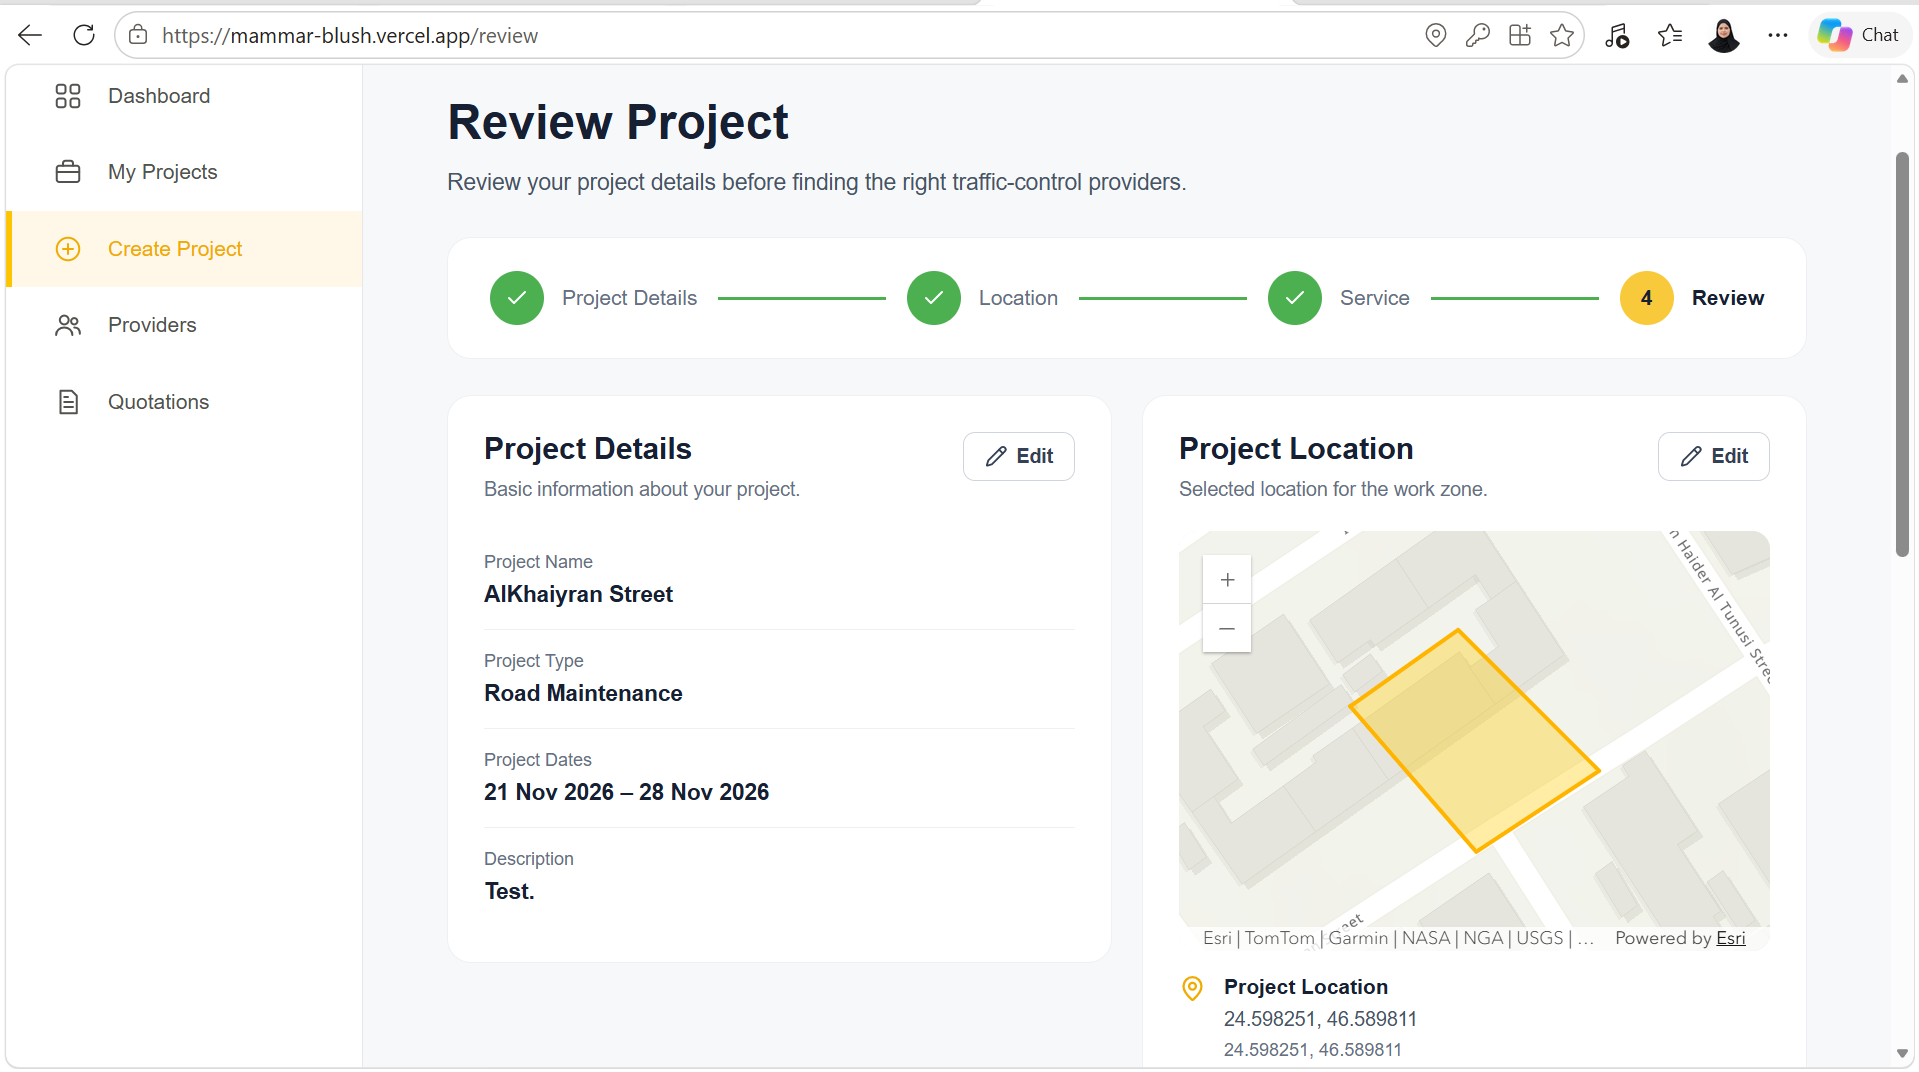 https://mammar-blush.vercel.app/review
Chat
Dashboard
My Projects
Create Project
Providers
Quotations
Review Project
Review your project details before finding the right traffic-control providers.
Project Details
Location
Service
4
Review
Project Details
Edit
Basic information about your project.
Project Name
AlKhaiyran Street
Project Type
Road Maintenance
Project Dates
21 Nov 2026 – 28 Nov 2026
Description
Test.
Project Location
Edit
Selected location for the work zone.
+
−
Haider Al Tunusi
Esri | TomTom | Garmin | NASA | NGA | USGS | ...
Powered by Esri
Project Location
24.598251, 46.589811
24.598251, 46.589811